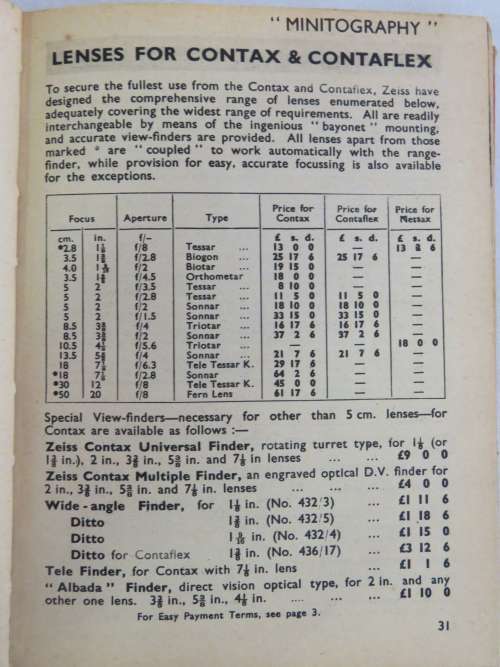 " MINITOGRAPHY "
LENSES FOR CONTAX & CONTAFLEX
To secure the fullest use from the Contax and Contaflex, Zeiss have
designed the comprehensive range of lenses enumerated below,
adequately covering the widest range of requirements. All are readily
interchangeable by means of the ingenious " bayonet " mounting,
and accurate view-finders are provided. All lenses apart from those
marked * are " coupled " to work automatically with the range-
finder, while provision for easy, accurate focussing is also available
for the exceptions.
Focus Aperture Type Price for Contax Price for Contaflex Price for Metsax
cm. in. f/- £ s. d. £ s. d. £ s. d.
*2.8 1⅛ f/8 Tessar ... 13 0 0 — 13 8 6
3.5 1⅜ f/2.8 Biogon ... 25 17 6 25 17 6 —
4.0 1 9/16 f/2 Biotar ... 19 15 0 — —
3.5 1⅜ f/4.5 Orthometar 18 0 0 — —
5 2 f/3.5 Tessar ... 8 10 0 — —
5 2 f/2.8 Tessar ... 11 5 0 11 5 0 —
5 2 f/2 Sonnar ... 18 10 0 18 10 0 —
5 2 f/1.5 Sonnar ... 33 15 0 33 15 0 —
8.5 3⅜ f/4 Triotar ... 16 17 6 16 17 6 —
8.5 3⅜ f/2 Sonnar ... 37 2 6 37 2 6 —
10.5 4⅛ f/5.6 Triotar ... — — 18 0 0
13.5 5⅜ f/4 Sonnar ... 21 7 6 21 7 6 —
18 7⅛ f/6.3 Tele Tessar K. 29 17 6 — —
*18 7⅛ f/2.8 Sonnar ... 64 2 6 — —
*30 12 f/8 Tele Tessar K. 45 0 0 — —
*50 20 f/8 Fern Lens 61 17 6 — —
Special View-finders—necessary for other than 5 cm. lenses—for
Contax are available as follows :—
Zeiss Contax Universal Finder, rotating turret type, for 1⅛ (or
1⅜ in.), 2 in., 3⅜ in., 5⅜ in. and 7⅛ in lenses ... ... £9 0 0
Zeiss Contax Multiple Finder, an engraved optical D.V. finder for
2 in., 3⅜ in., 5⅜ in. and 7⅛ in. lenses ... ... ... £4 0 0
Wide-angle Finder, for 1⅛ in. (No. 432/3) ... £1 11 6
Ditto 1⅜ in. (No. 432/5) ... £1 18 6
Ditto 1 9/16 in. (No. 432/4) ... £1 15 0
Ditto for Contaflex 1⅜ in. (No. 436/17) ... £3 12 6
Tele Finder, for Contax with 7⅛ in. lens ... £1 1 6
" Albada " Finder, direct vision optical type, for 2 in. and any
other one lens. 3⅜ in., 5⅜ in., 4⅛ in. ... ... ... £1 10 0
For Easy Payment Terms, see page 3.
31